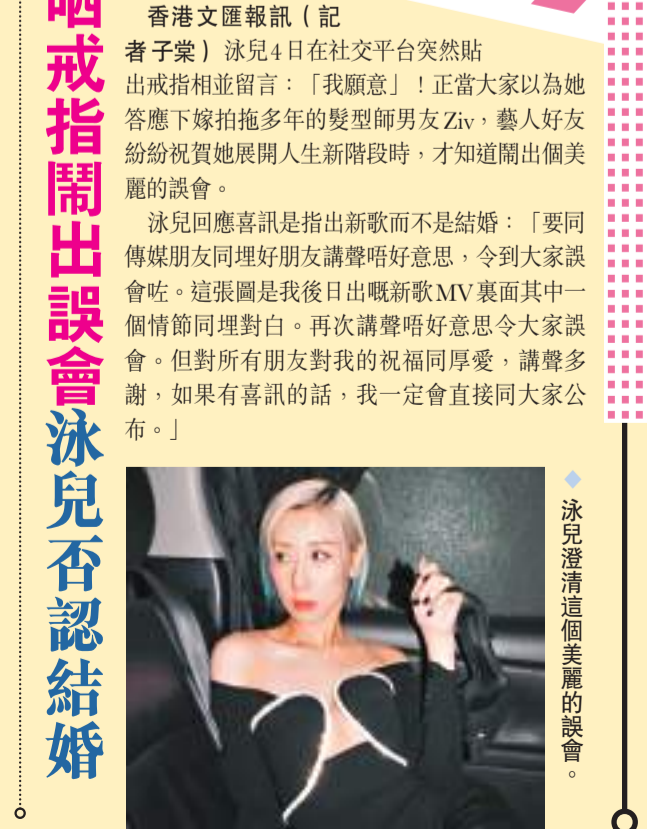 晒戒指鬧出誤會
泳兒否認結婚
香港文匯報訊（記
者 子棠）泳兒4日在社交平台突然貼
出戒指相並留言：「我願意」！正當大家以為她
答應下嫁拍拖多年的髮型師男友Ziv，藝人好友
紛紛祝賀她展開人生新階段時，才知道鬧出個美
麗的誤會。
泳兒回應喜訊是指出新歌而不是結婚：「要同
傳媒朋友同埋好朋友講聲唔好意思，令到大家誤
會咗。這張圖是我後日出嘅新歌MV裏面其中一
個情節同埋對白。再次講聲唔好意思令大家誤
會。但對所有朋友對我的祝福同厚愛，講聲多
謝，如果有喜訊的話，我一定會直接同大家公
布。」
泳兒澄清這個美麗的誤會。